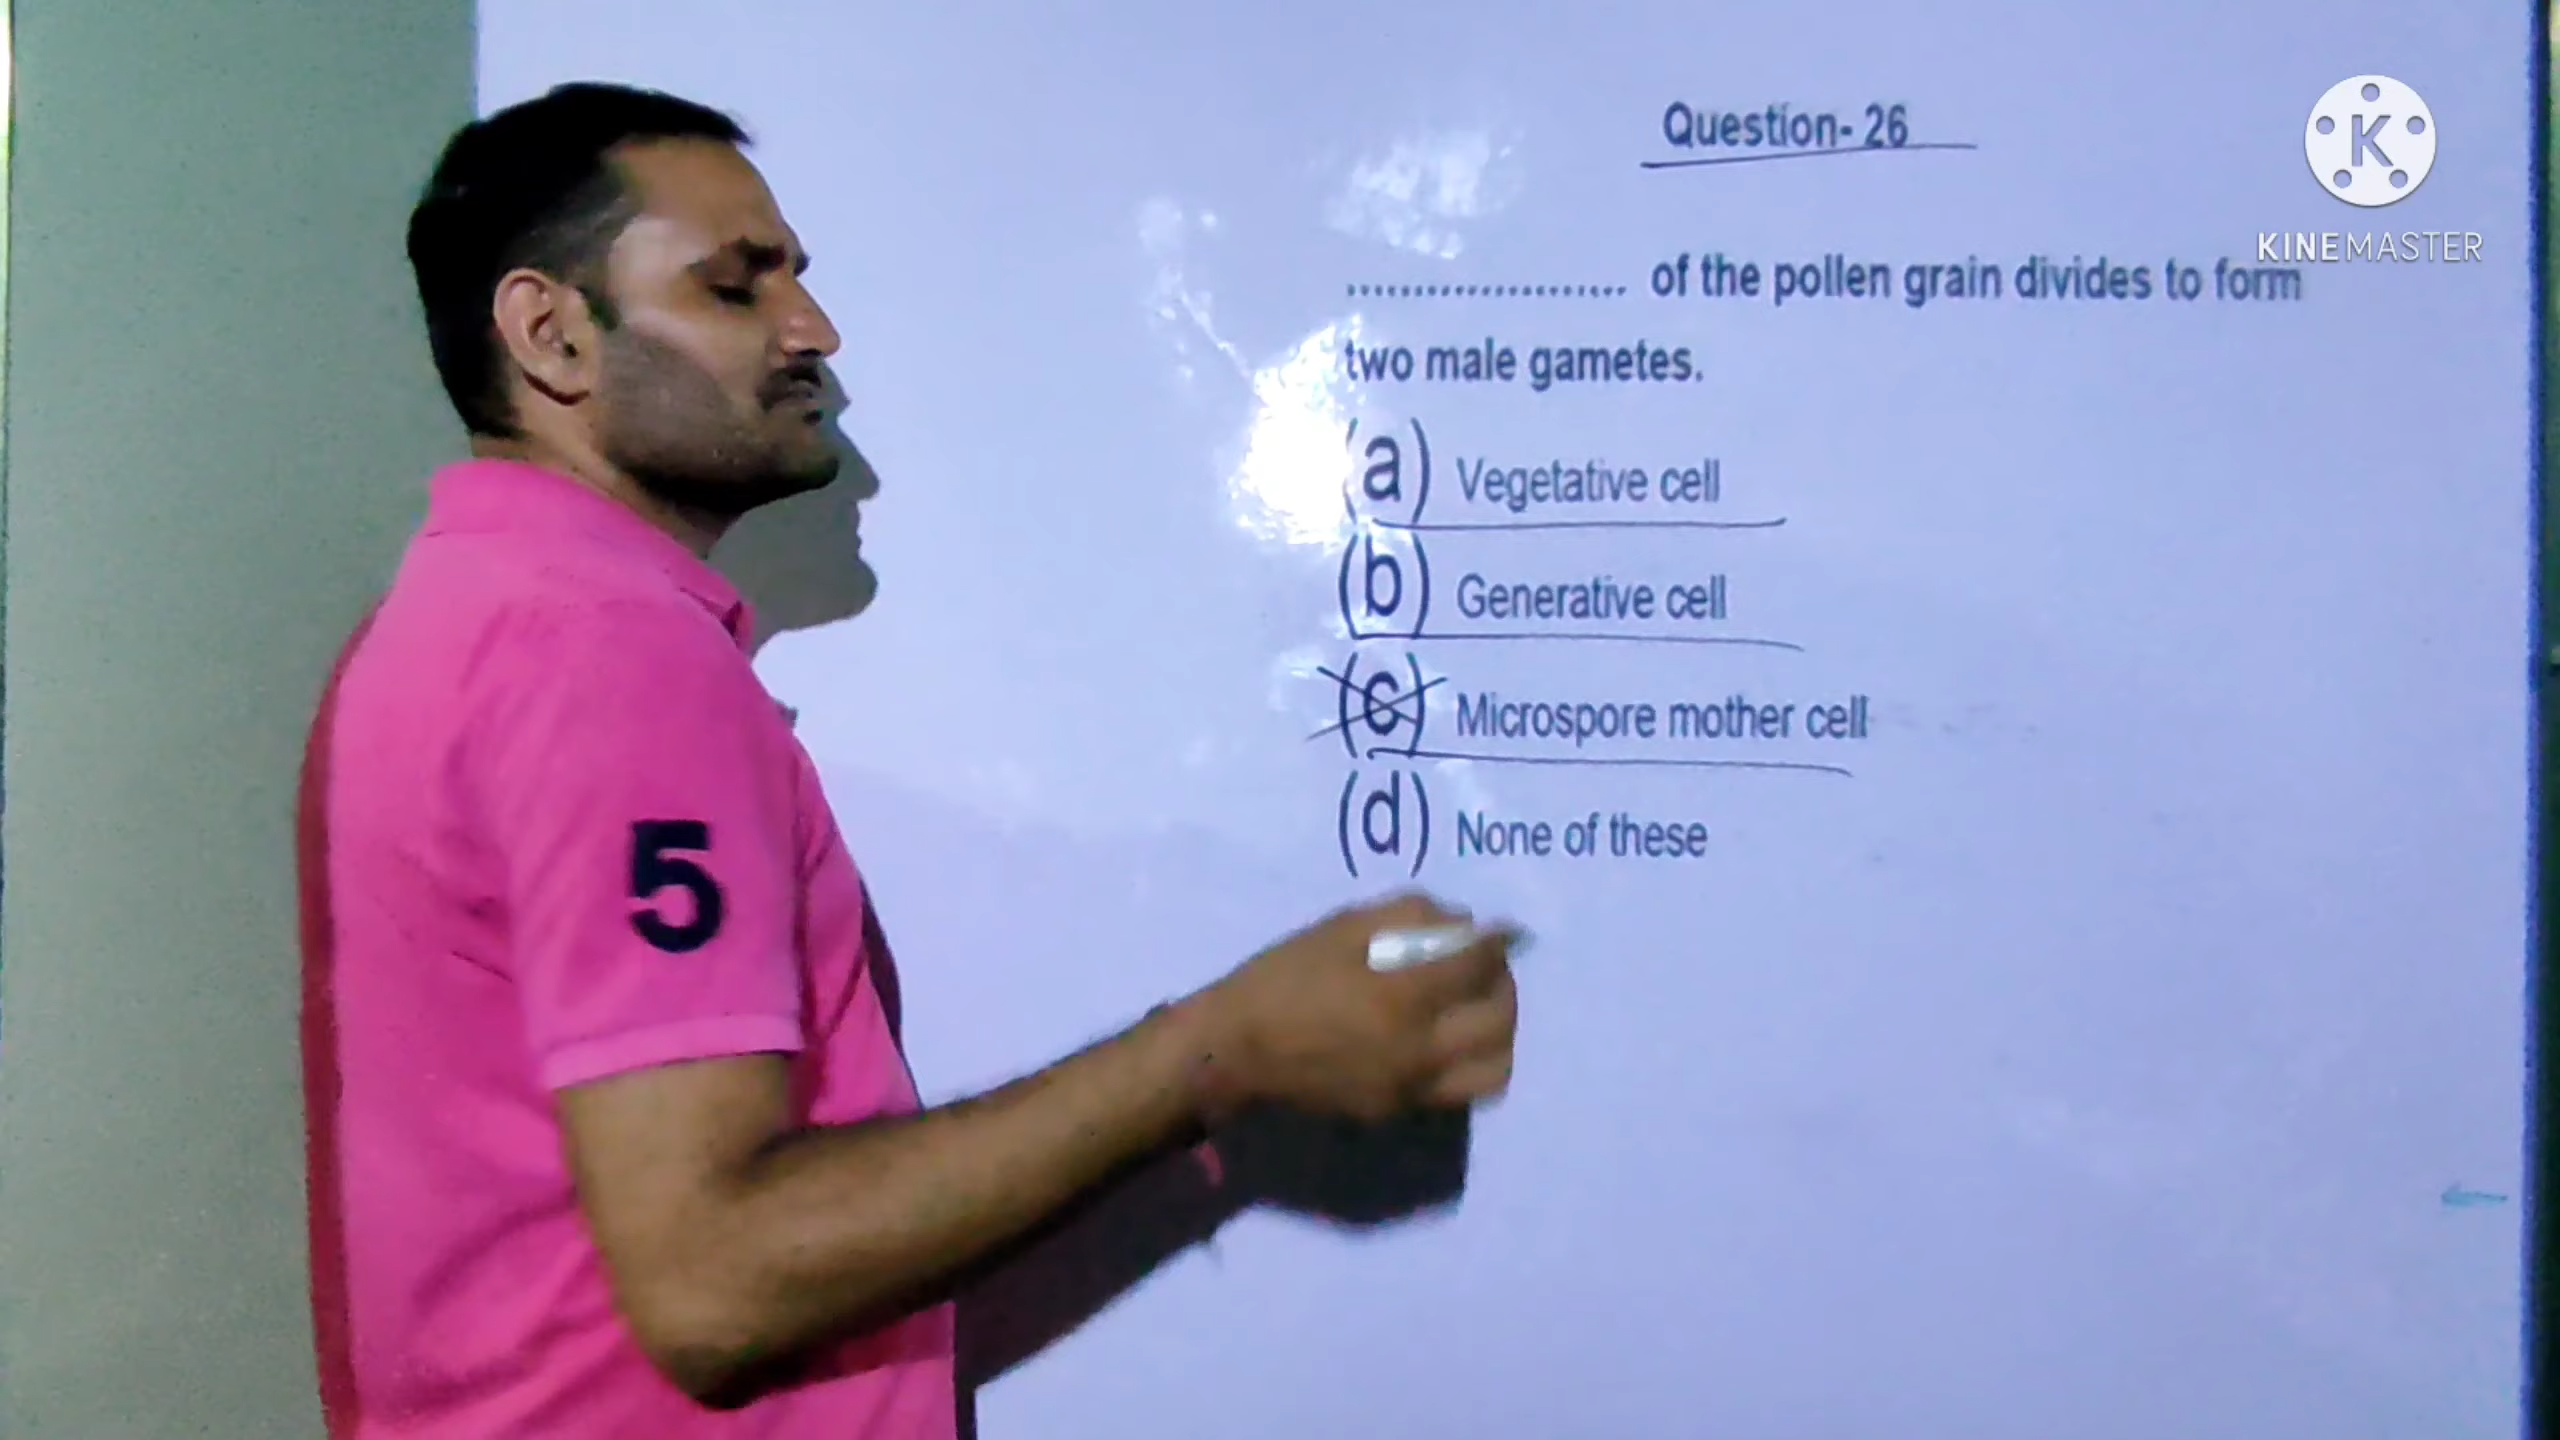 Question- 26
K
KINEMASTER
..................... of the pollen grain divides to form
two male gametes.
(a) Vegetative cell
(b) Generative cell
(c) Microspore mother cell
(d) None of these
5